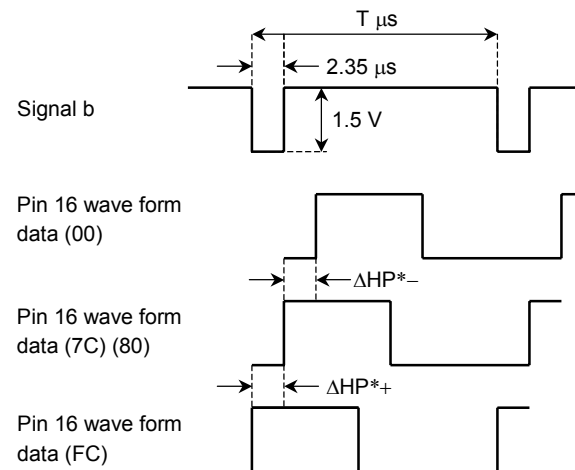 T μs
2.35 μs
Signal b
1.5 V
Pin 16 wave form
data (00)
ΔHP*−
Pin 16 wave form
data (7C) (80)
ΔHP*+
Pin 16 wave form
data (FC)